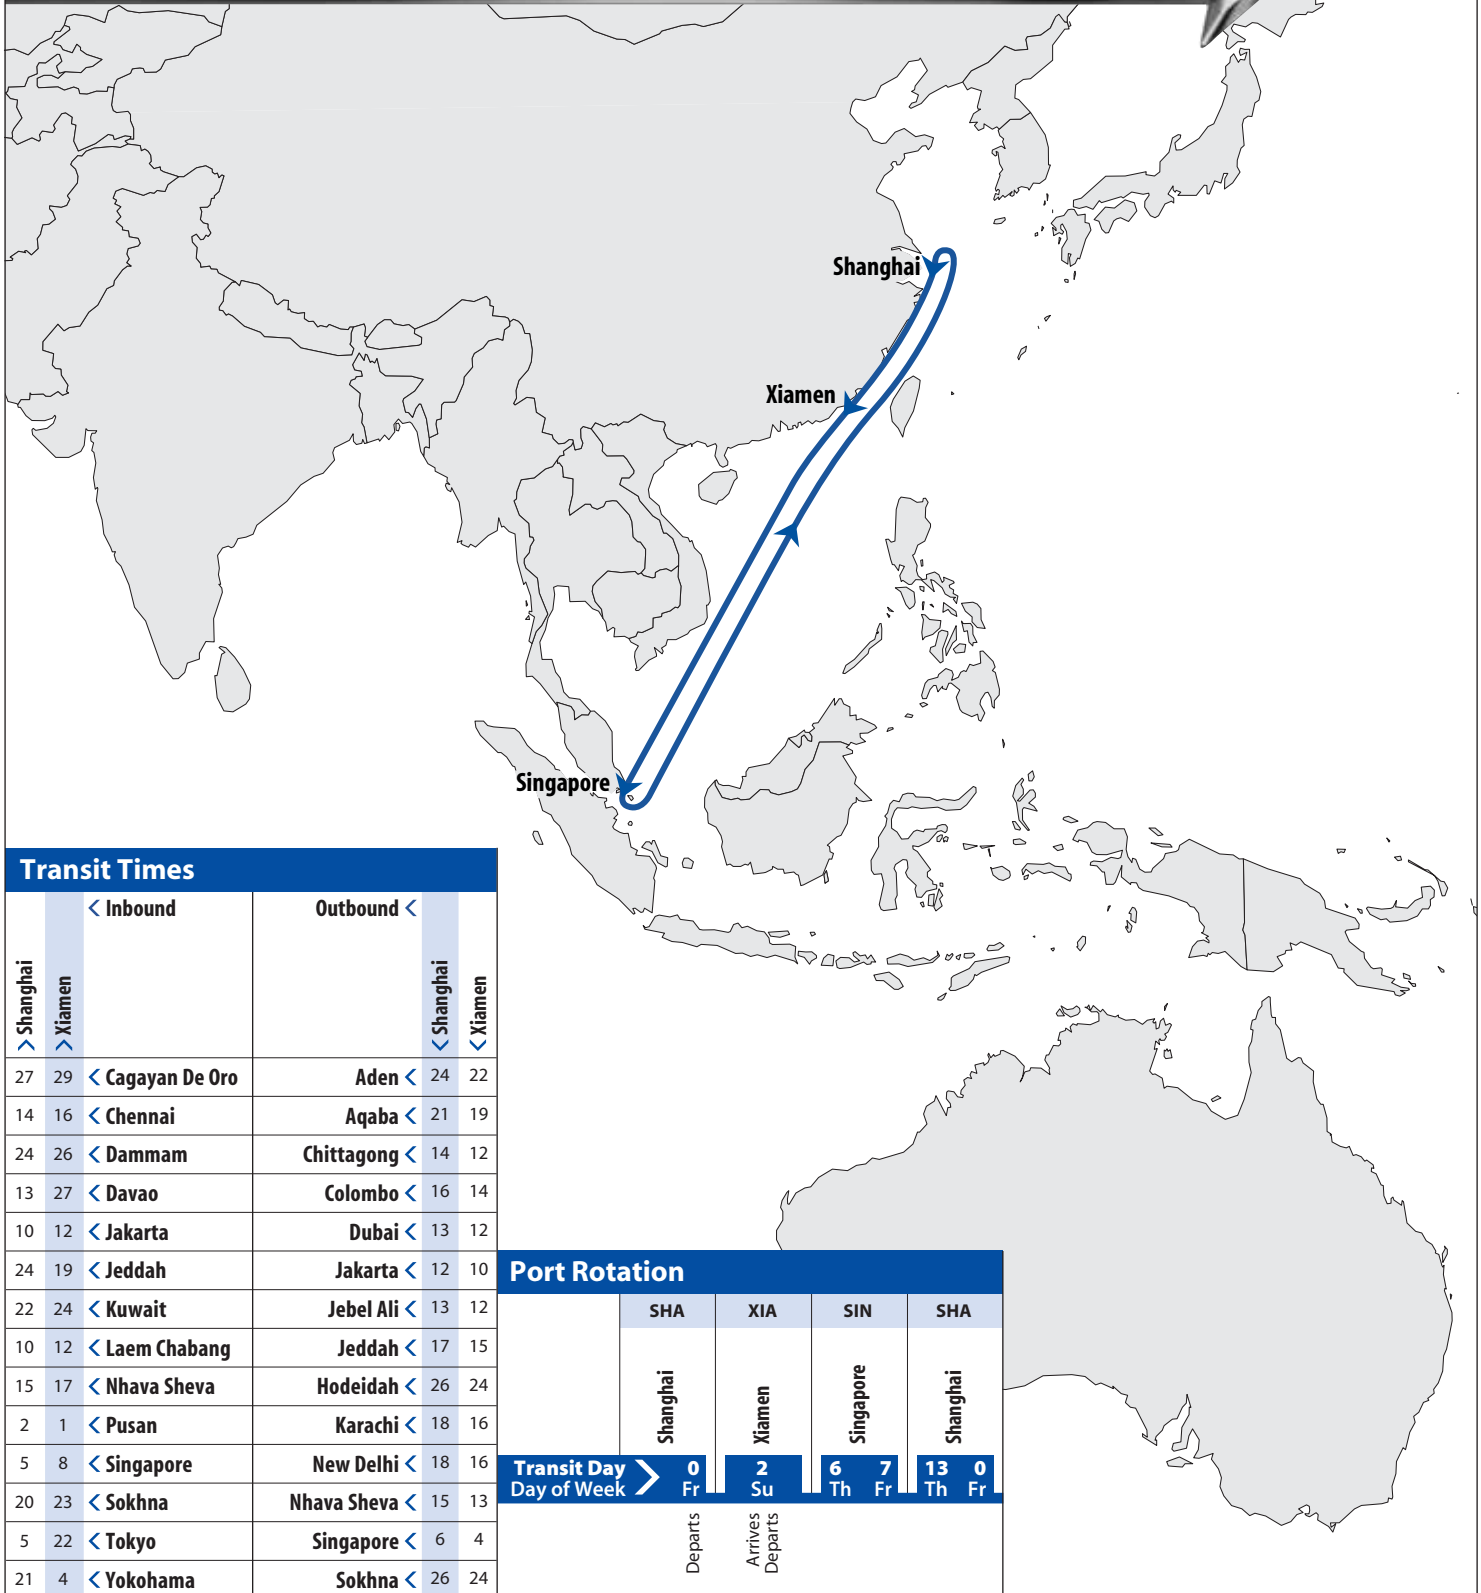 Shanghai
Xiamen
Singapore
Transit Times
Shanghai Xiamen Inbound Outbound Shanghai Xiamen
27 29 Cagayan De Oro Aden 24 22
14 16 Chennai Aqaba 21 19
24 26 Dammam Chittagong 14 12
13 27 Davao Colombo 16 14
10 12 Jakarta Dubai 13 12
24 19 Jeddah Jakarta 12 10
22 24 Kuwait Jebel Ali 13 12
10 12 Laem Chabang Jeddah 17 15
15 17 Nhava Sheva Hodeidah 26 24
2 1 Pusan Karachi 18 16
5 8 Singapore New Delhi 18 16
20 23 Sokhna Nhava Sheva 15 13
5 22 Tokyo Singapore 6 4
21 4 Yokohama Sokhna 26 24
Port Rotation
SHA XIA SIN SHA
Shanghai Xiamen Singapore Shanghai
Transit Day 0 2 6 7 13 0
Day of Week Fr Su Th Fr Th Fr
Departs
Arrives
Departs